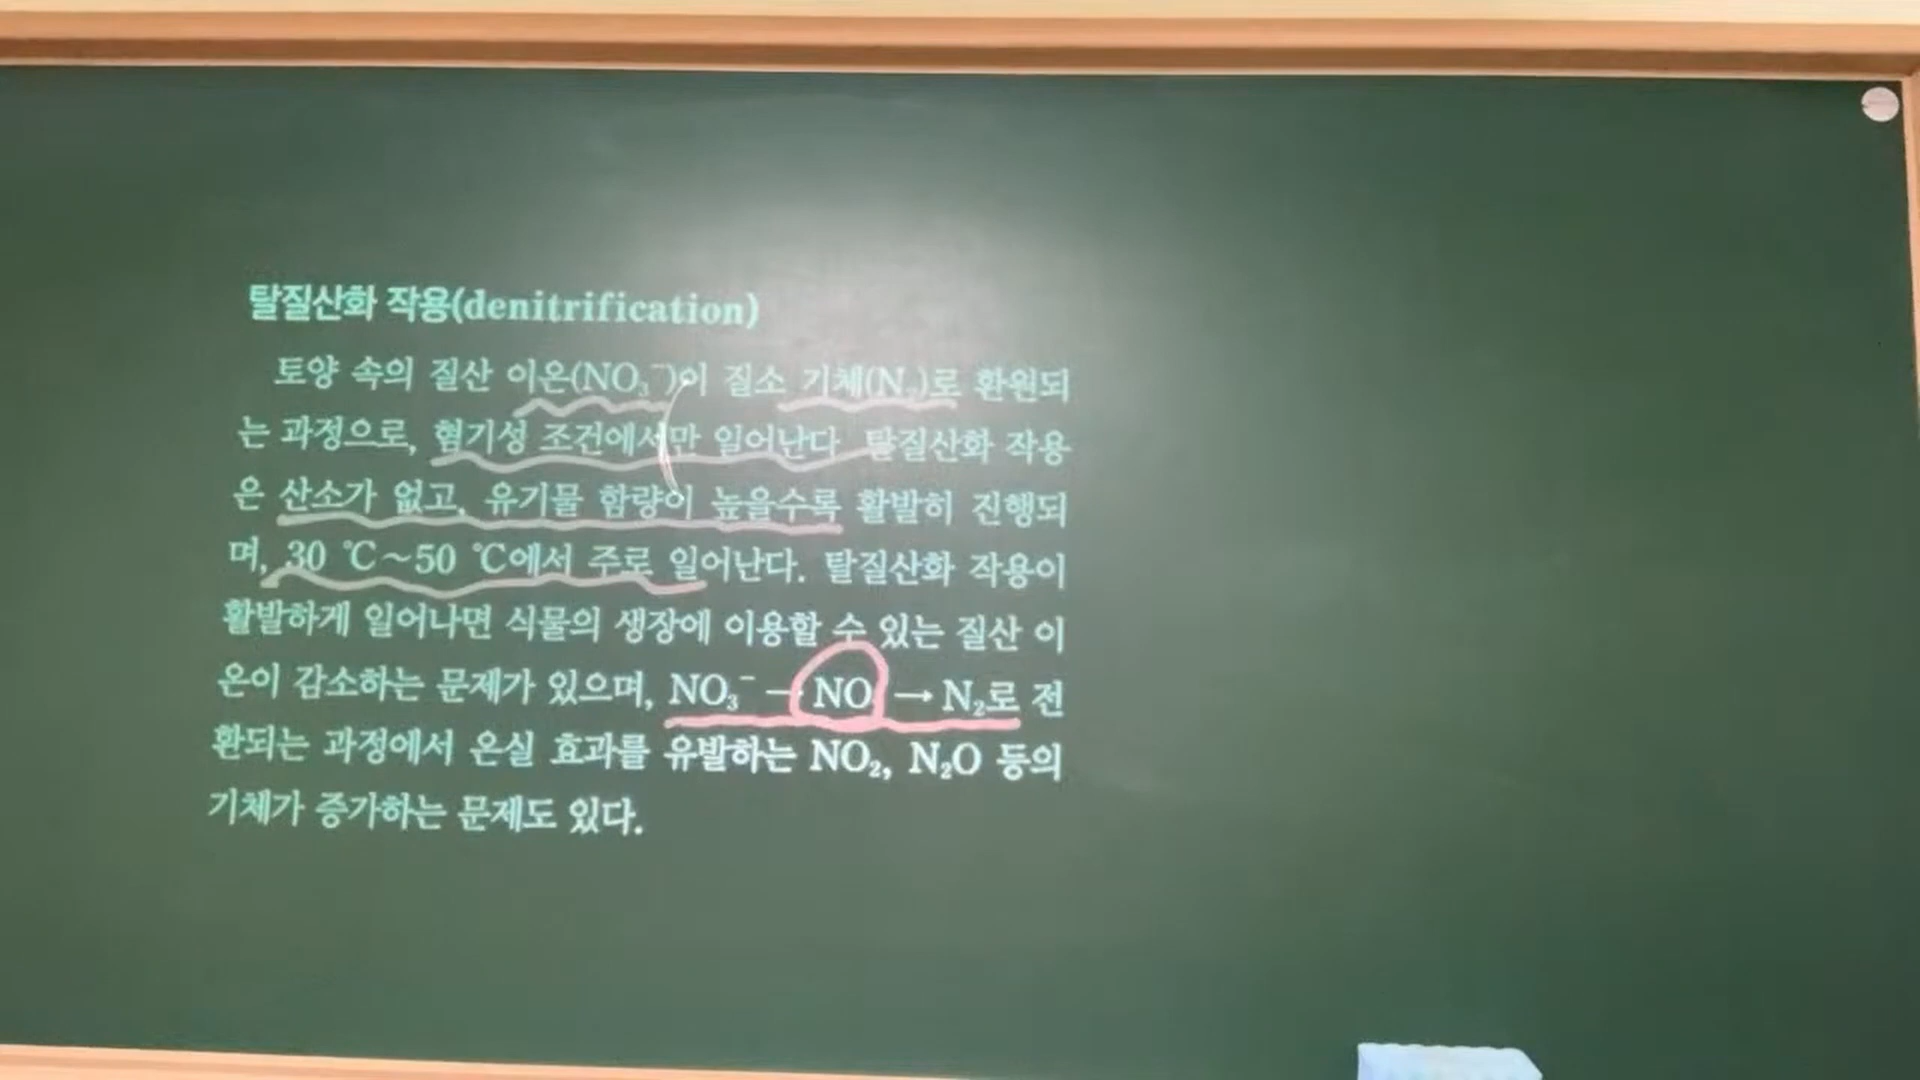 탈질산화 작용(denitrification)
토양 속의 질산 이온(NO₃⁻)이 질소 기체(N₂)로 환원되
는 과정으로, 혐기성 조건에서만 일어난다. 탈질산화 작용
은 산소가 없고, 유기물 함량이 높을수록 활발히 진행되
며, 30 ℃~50 ℃에서 주로 일어난다. 탈질산화 작용이
활발하게 일어나면 식물의 생장에 이용할 수 있는 질산 이
온이 감소하는 문제가 있으며, NO₃⁻ → NO → N₂로 전
환되는 과정에서 온실 효과를 유발하는 NO₂, N₂O 등의
기체가 증가하는 문제도 있다.